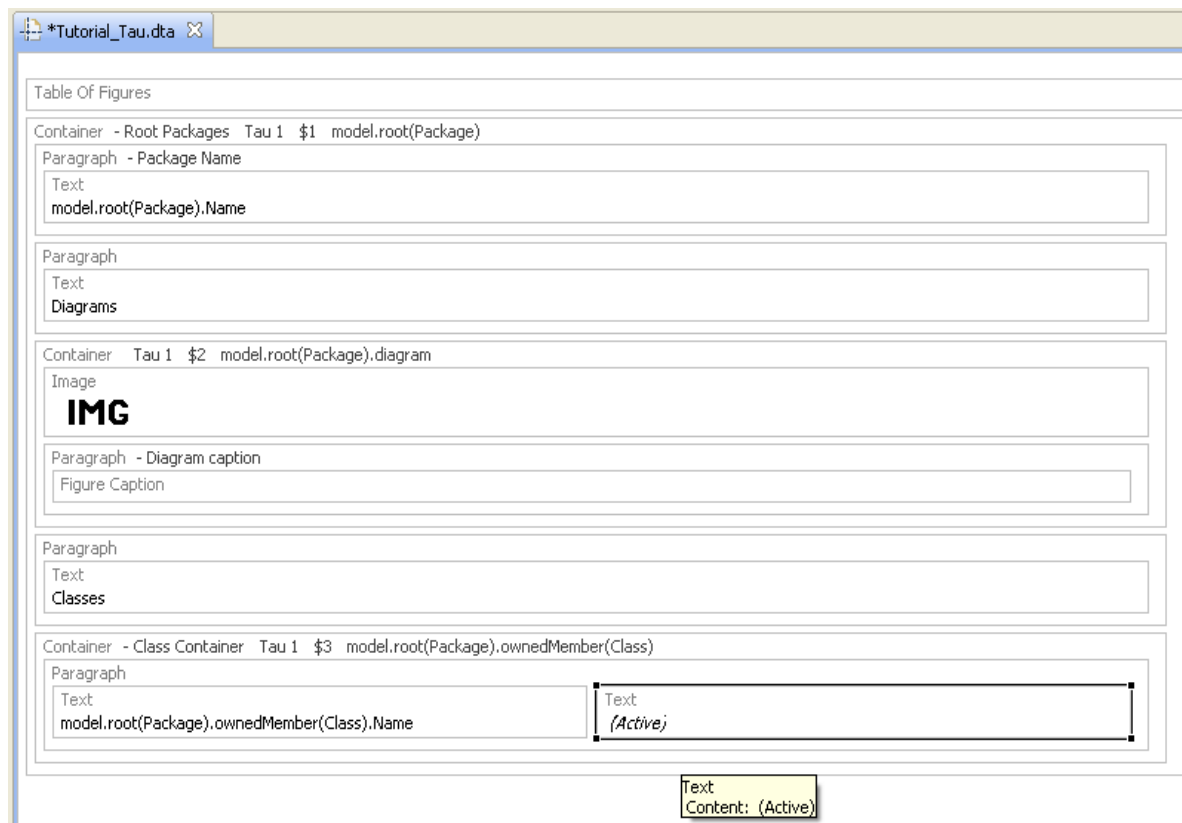 *Tutorial_Tau.dta
Table Of Figures
Container - Root Packages Tau 1 $1 model.root(Package)
Paragraph - Package Name
Text
model.root(Package).Name
Paragraph
Text
Diagrams
Container Tau 1 $2 model.root(Package).diagram
Image
IMG
Paragraph - Diagram caption
Figure Caption
Paragraph
Text
Classes
Container - Class Container Tau 1 $3 model.root(Package).ownedMember(Class)
Paragraph
Text
model.root(Package).ownedMember(Class).Name
Text
(Active)
Text
Content: (Active)